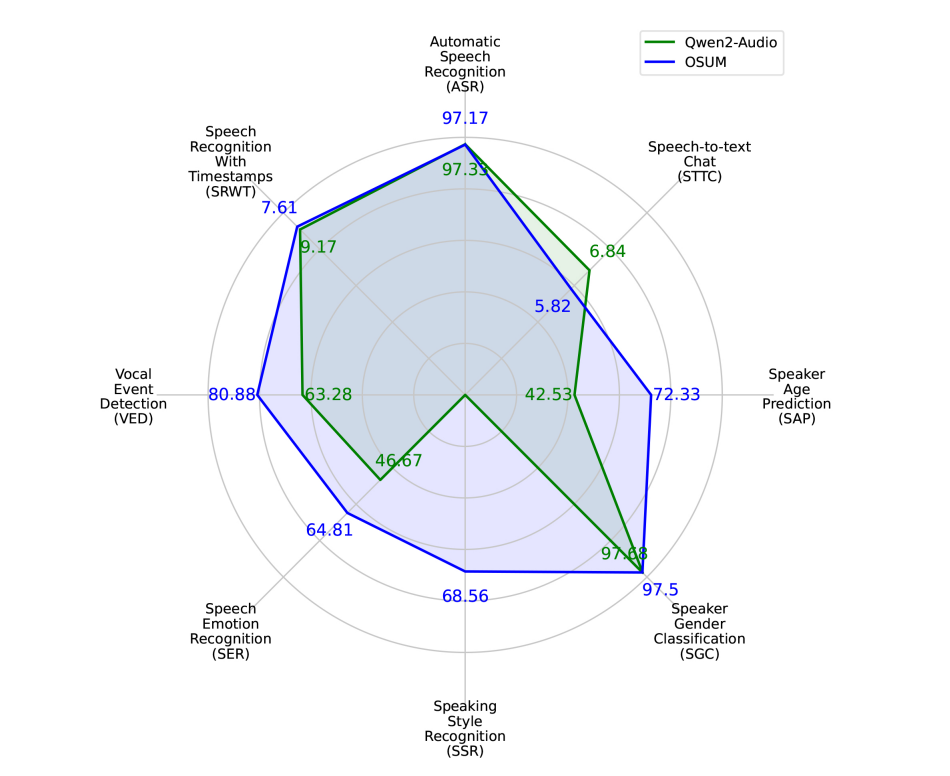 Qwen2-Audio
OSUM
Automatic
Speech
Recognition
(ASR)
97.17
97.33
Speech-to-text
Chat
(STTC)
6.84
5.82
Speech
Recognition
With
Timestamps
(SRWT)
7.61
9.17
Vocal
Event
Detection
(VED)
80.88
63.28
42.53
72.33
Speaker
Age
Prediction
(SAP)
46.67
64.81
Speech
Emotion
Recognition
(SER)
68.56
97.68
97.5
Speaker
Gender
Classification
(SGC)
Speaking
Style
Recognition
(SSR)